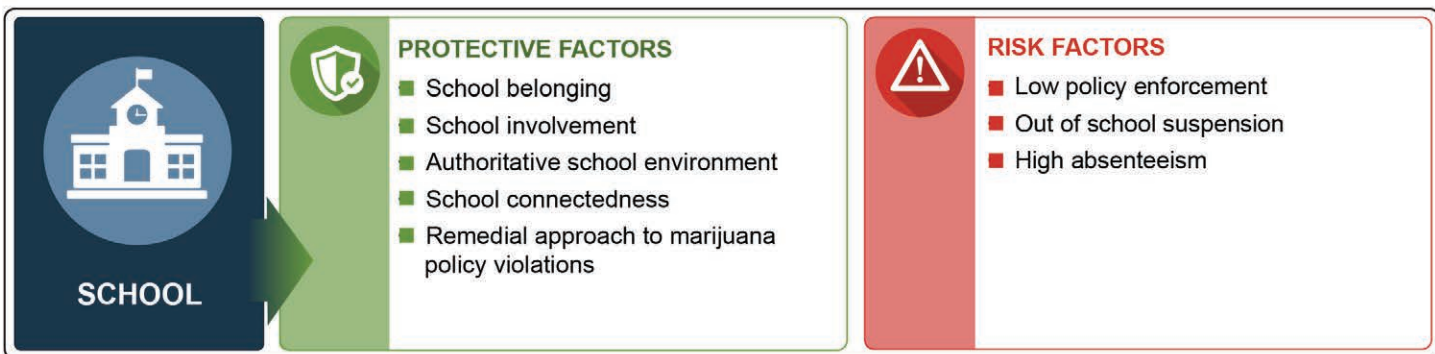 SCHOOL
PROTECTIVE FACTORS
School belonging
School involvement
Authoritative school environment
School connectedness
Remedial approach to marijuana
policy violations
RISK FACTORS
Low policy enforcement
Out of school suspension
High absenteeism